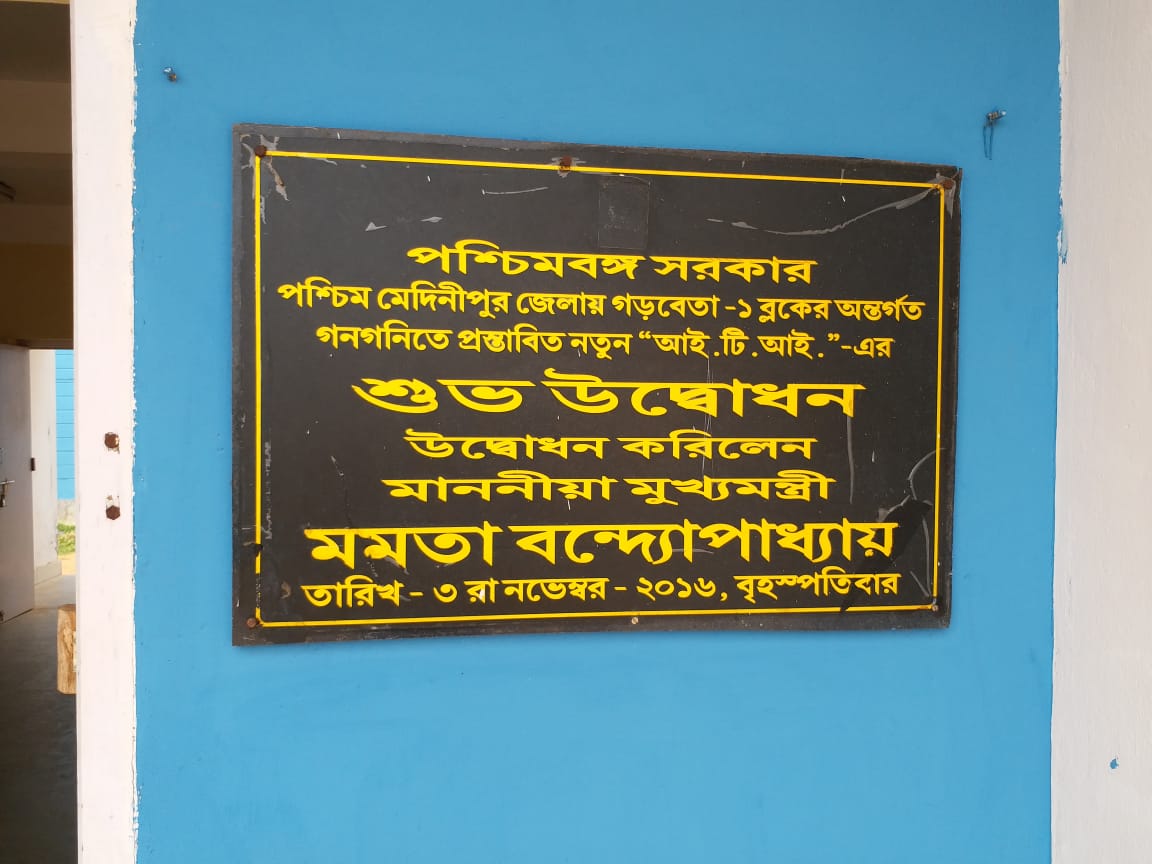 পশ্চিমবঙ্গ সরকার
পশ্চিম মেদিনীপুর জেলায় গড়বেতা -১ ব্লকের অন্তর্গত
গনগনিতে প্রস্তাবিত নতুন “আই.টি.আই.”-এর
শুভ উদ্বোধন
উদ্বোধন করিলেন
মাননীয়া মুখ্যমন্ত্রী
মমতা বন্দ্যোপাধ্যায়
তারিখ - ৩ রা নভেম্বর - ২০১৬, বৃহস্পতিবার